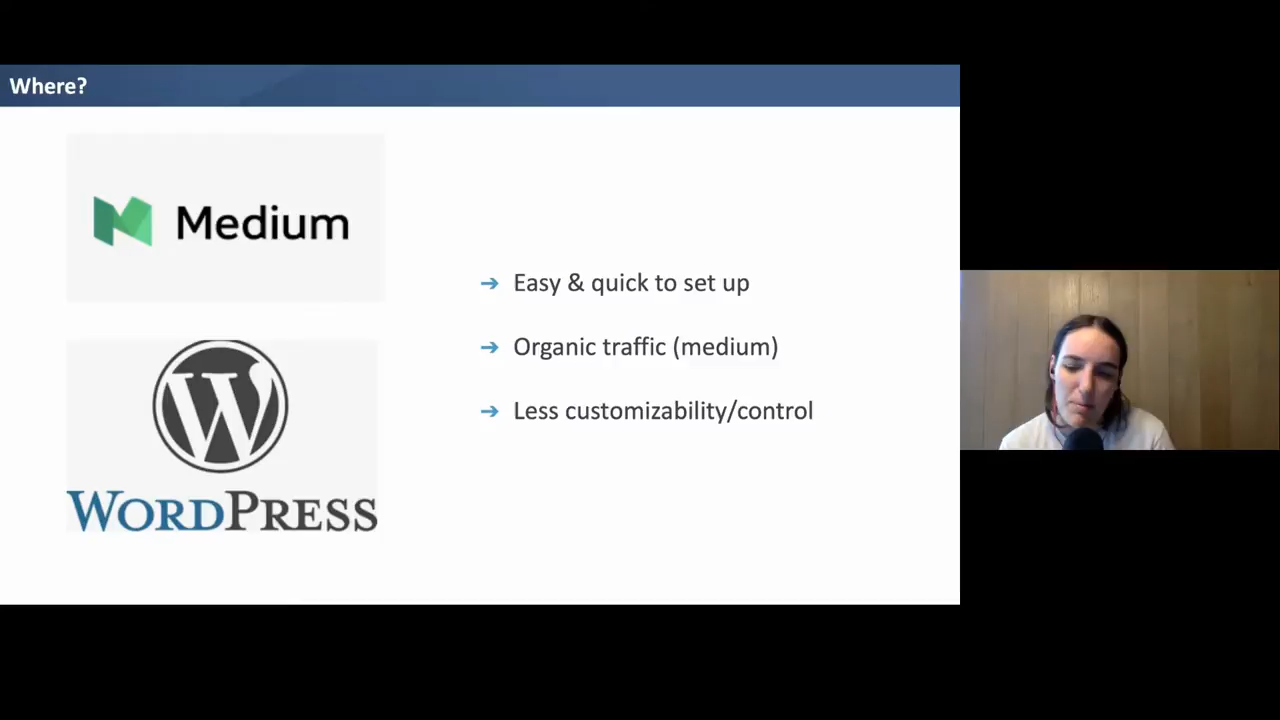 Where?
Medium
WORDPRESS
➔ Easy & quick to set up
➔ Organic traffic (medium)
➔ Less customizability/control